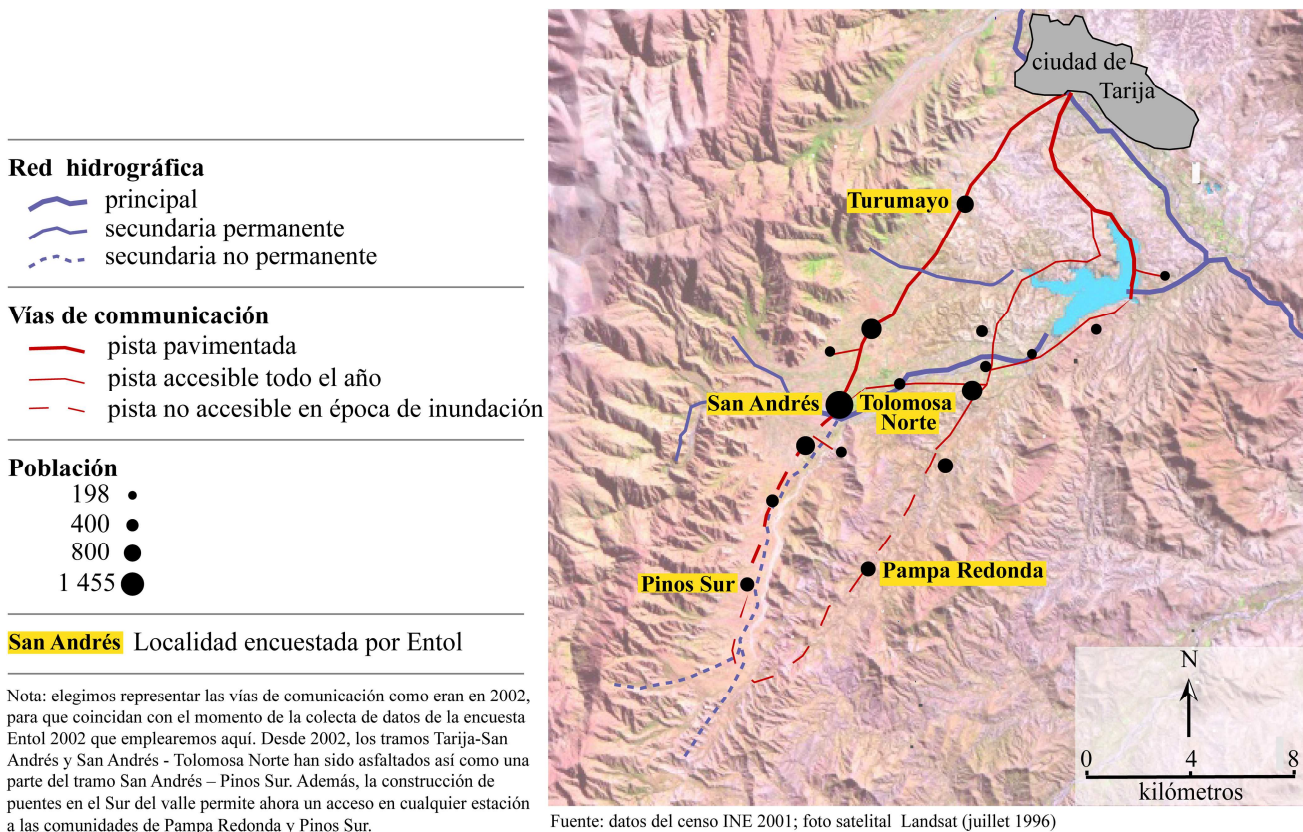 Red hidrográfica
principal
secundaria permanente
secundaria no permanente
Vías de communicación
pista pavimentada
pista accesible todo el año
pista no accesible en época de inundación
Población
198
400
800
1 455
San Andrés Localidad encuestada por Entol
Nota: elegimos representar las vías de comunicación como eran en 2002,
para que coincidan con el momento de la colecta de datos de la encuesta
Entol 2002 que emplearemos aquí. Desde 2002, los tramos Tarija-San
Andrés y San Andrés - Tolomosa Norte han sido asfaltados así como una
parte del tramo San Andrés – Pinos Sur. Además, la construcción de
puentes en el Sur del valle permite ahora un acceso en cualquier estación
a las comunidades de Pampa Redonda y Pinos Sur.
ciudad de
Tarija
Turumayo
San Andrés
Tolomosa
Norte
Pinos Sur
Pampa Redonda
N
0 4 8
kilómetros
Fuente: datos del censo INE 2001; foto satelital Landsat (juillet 1996)